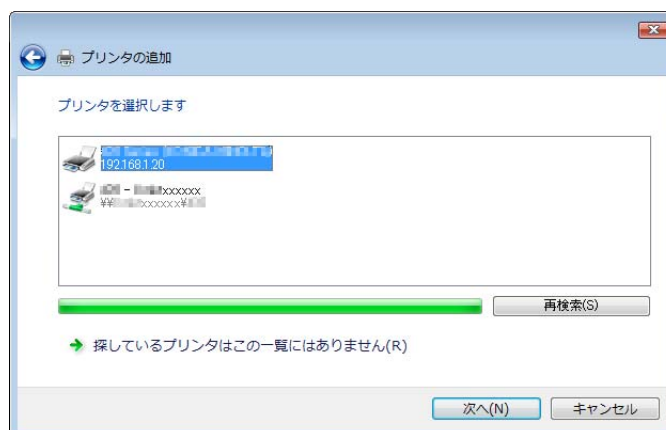 プリンタの追加
プリンタを選択します
192.168.1.20
xxxxxx
xxxxxx
再検索(S)
探しているプリンタはこの一覧にはありません(R)
次へ(N)
キャンセル